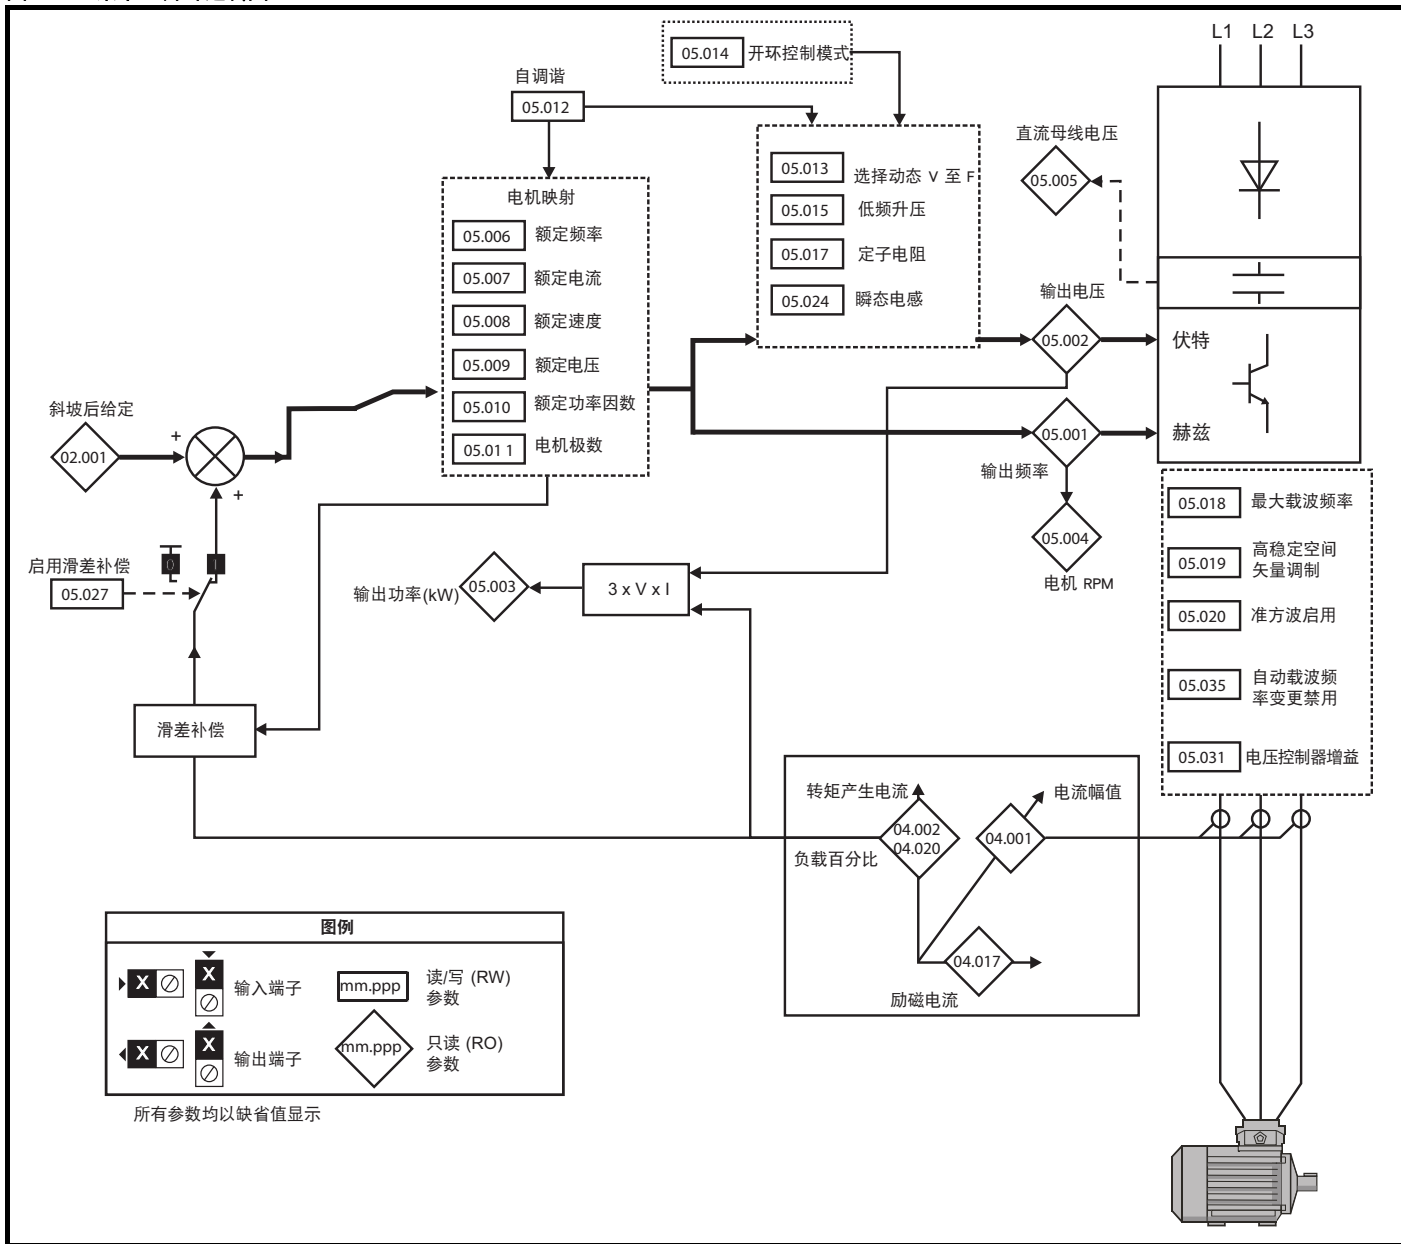 L1 L2 L3
05.014 开环控制模式
自调谐
05.012
直流母线电压
05.005
05.013 选择动态 V 至 F
05.015 低频升压
05.017 定子电阻
05.024 瞬态电感
电机映射
05.006 额定频率
05.007 额定电流
05.008 额定速度
05.009 额定电压
05.010 额定功率因数
05.01 1 电机极数
输出电压
05.002
伏特
05.001
赫兹
输出频率
05.004
电机 RPM
斜坡后给定
02.001
+
+
0 I
启用滑差补偿
05.027
输出功率(kW) 05.003
3 x V x I
滑差补偿
05.018 最大载波频率
05.019 高稳定空间
矢量调制
05.020 准方波启用
05.035 自动载波频
率变更禁用
05.031 电压控制器增益
转矩产生电流
电流幅值
04.002
04.020
04.001
负载百分比
04.017
励磁电流
图例
X X 输入端子
mm.ppp 读/写 (RW)
参数
X X 输出端子
mm.ppp 只读 (RO)
参数
所有参数均以缺省值显示